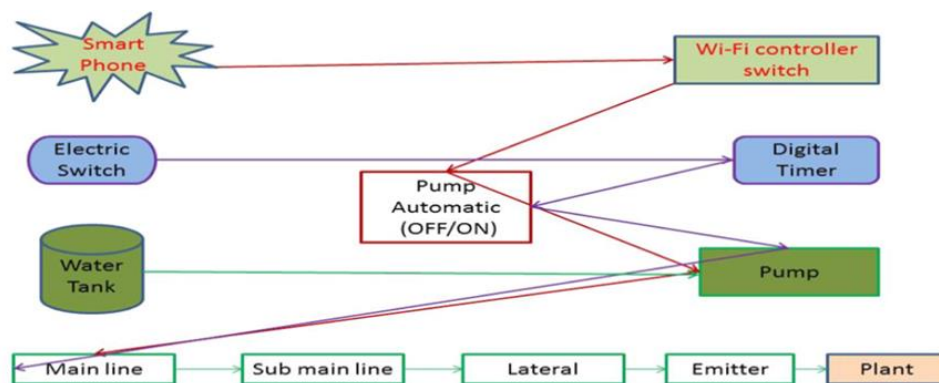 Smart
Phone
Wi-Fi controller
switch
Electric
Switch
Digital
Timer
Pump
Automatic
(OFF/ON)
Water
Tank
Pump
Main line
Sub main line
Lateral
Emitter
Plant